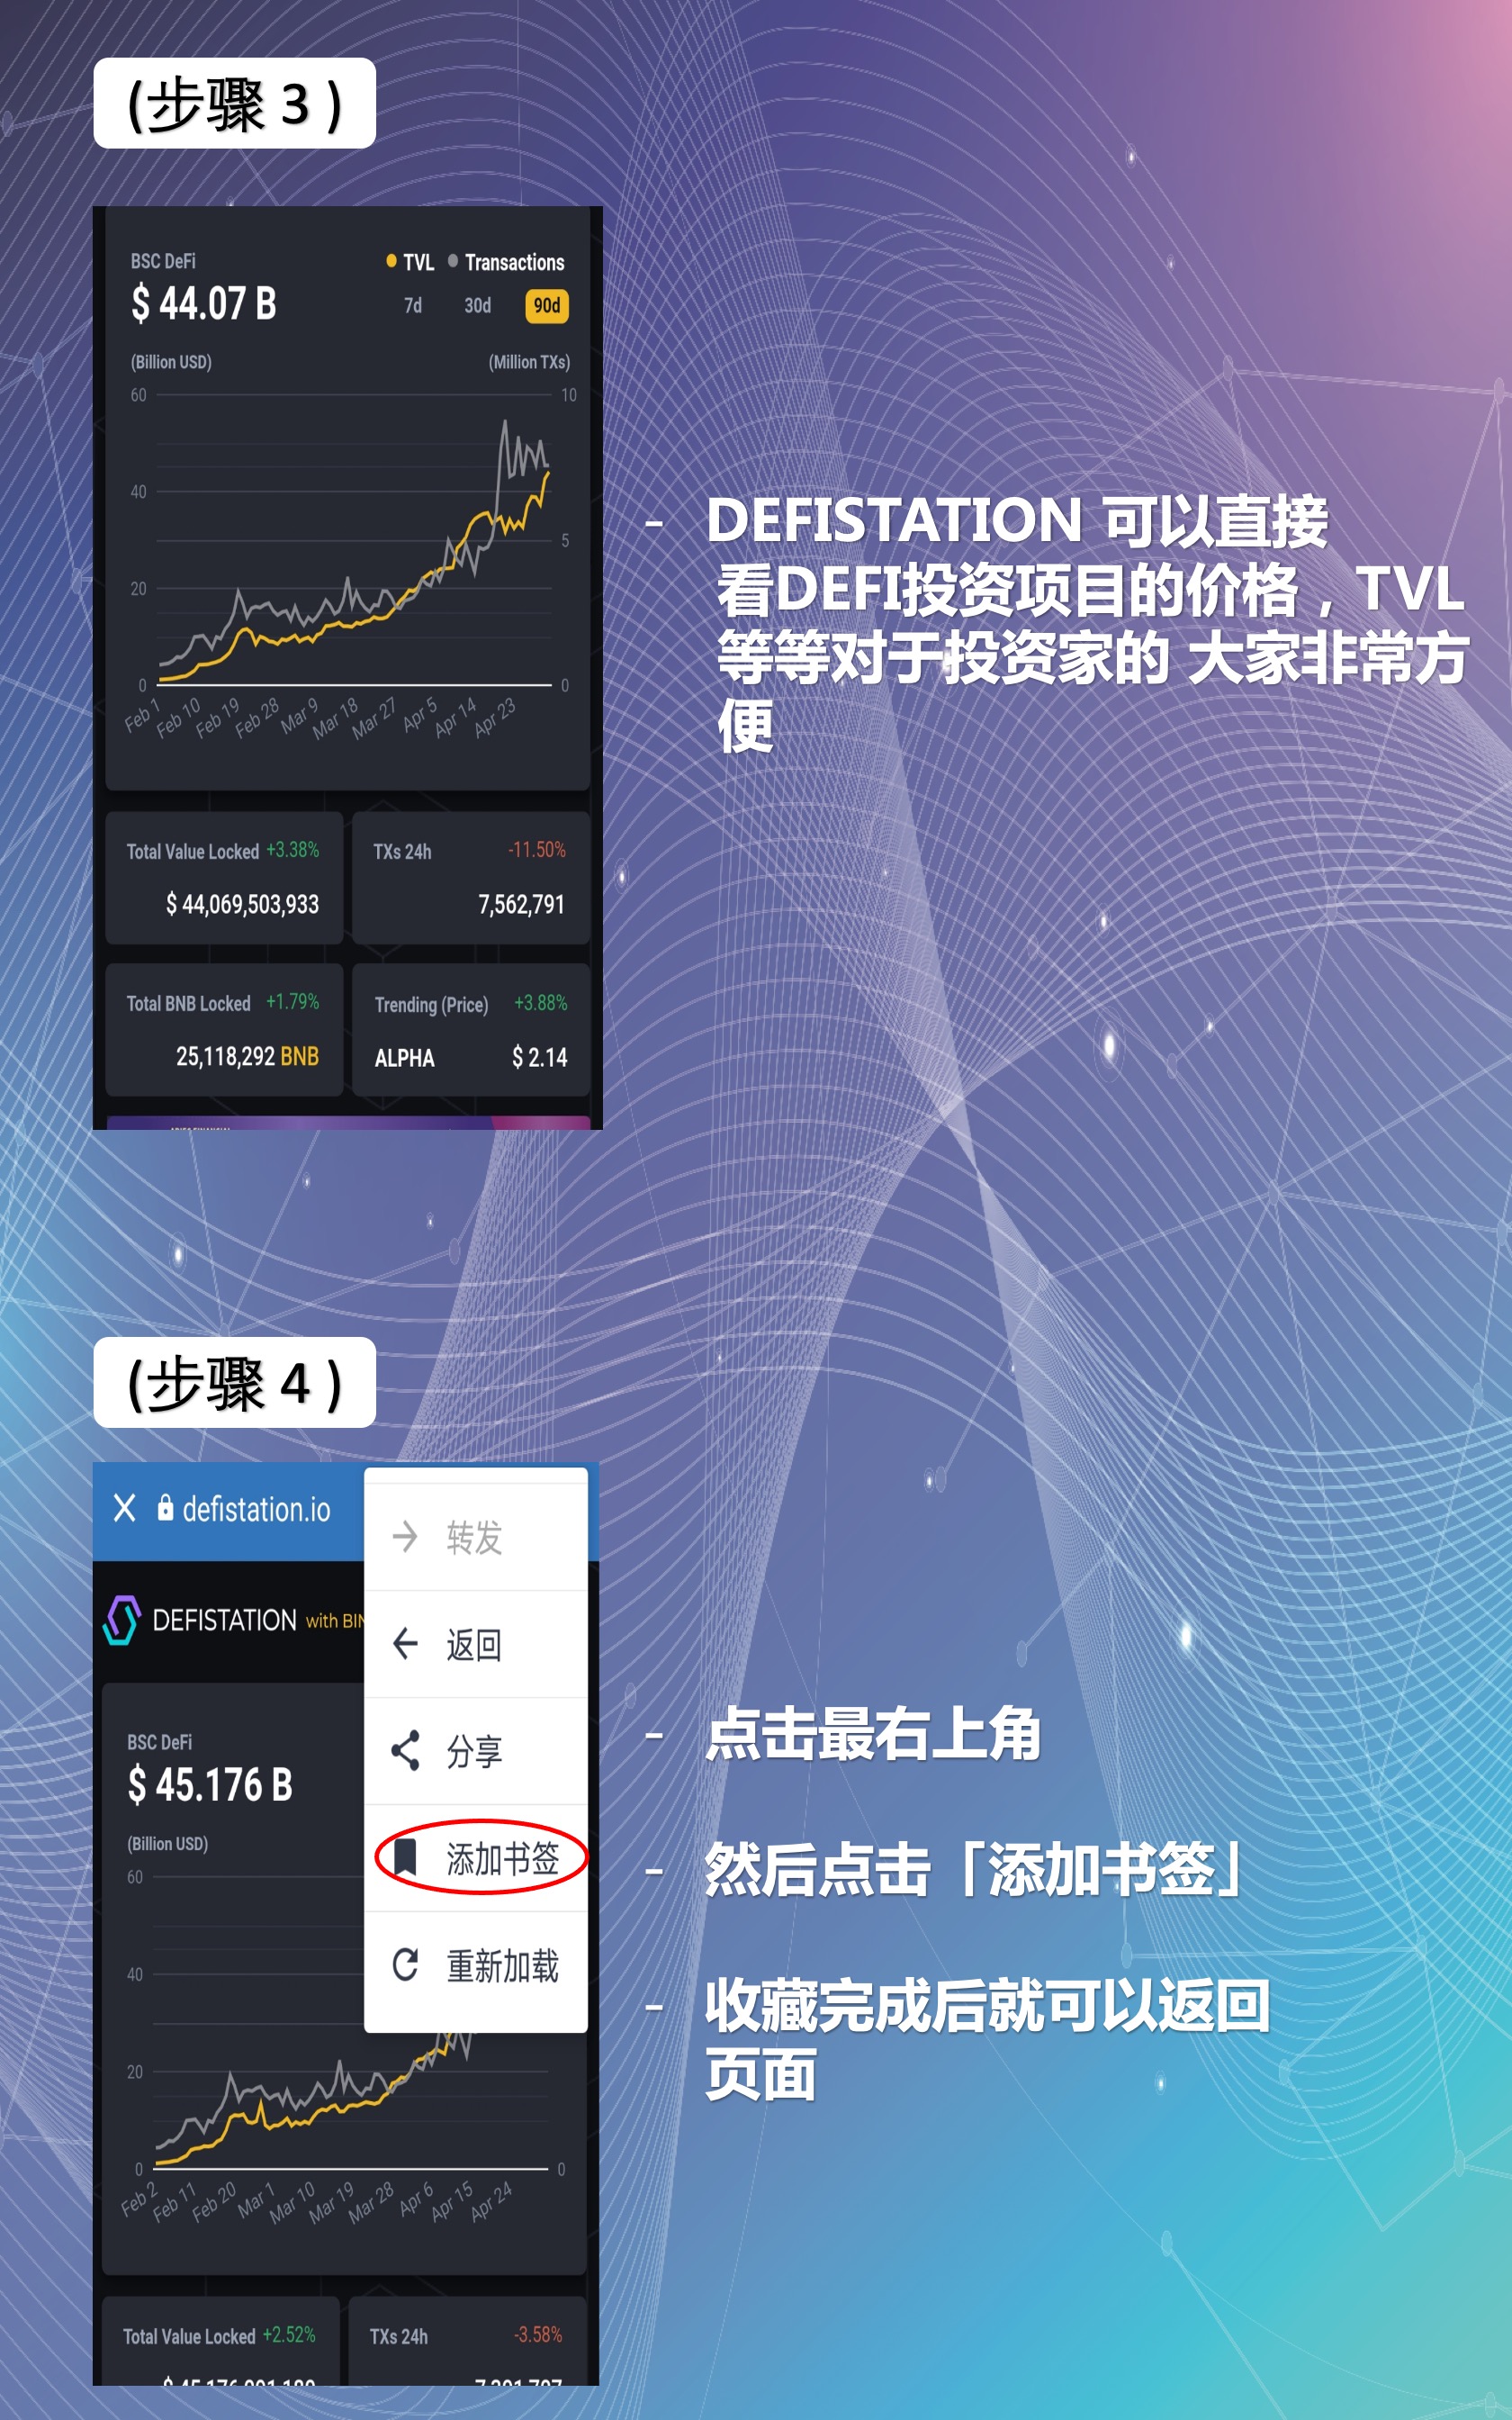 (步骤 3 )
BSC DeFi
TVL Transactions
$ 44.07 B
7d 30d 90d
(Billion USD) (Million TXs)
60 10
40
5
20
0 0
Feb 1 Feb 10 Feb 19 Feb 28 Mar 9 Mar 18 Mar 27 Apr 5 Apr 14 Apr 23
Total Value Locked +3.38%
$ 44,069,503,933
TXs 24h -11.50%
7,562,791
Total BNB Locked +1.79%
25,118,292 BNB
Trending (Price) +3.88%
ALPHA $ 2.14
- DEFISTATION 可以直接
看DEFI投资项目的价格，TVL
等等对于投资家的 大家非常方
便
(步骤 4 )
defistation.io
DEFISTATION with BIN
BSC DeFi
$ 45.176 B
(Billion USD)
60
40
20
0 0
Feb 2 Feb 11 Feb 20 Mar 1 Mar 10 Mar 19 Mar 28 Apr 6 Apr 15 Apr 24
Total Value Locked +2.52%
TXs 24h -3.58%
转发
返回
分享
添加书签
重新加载
- 点击最右上角
- 然后点击「添加书签」
- 收藏完成后就可以返回
页面